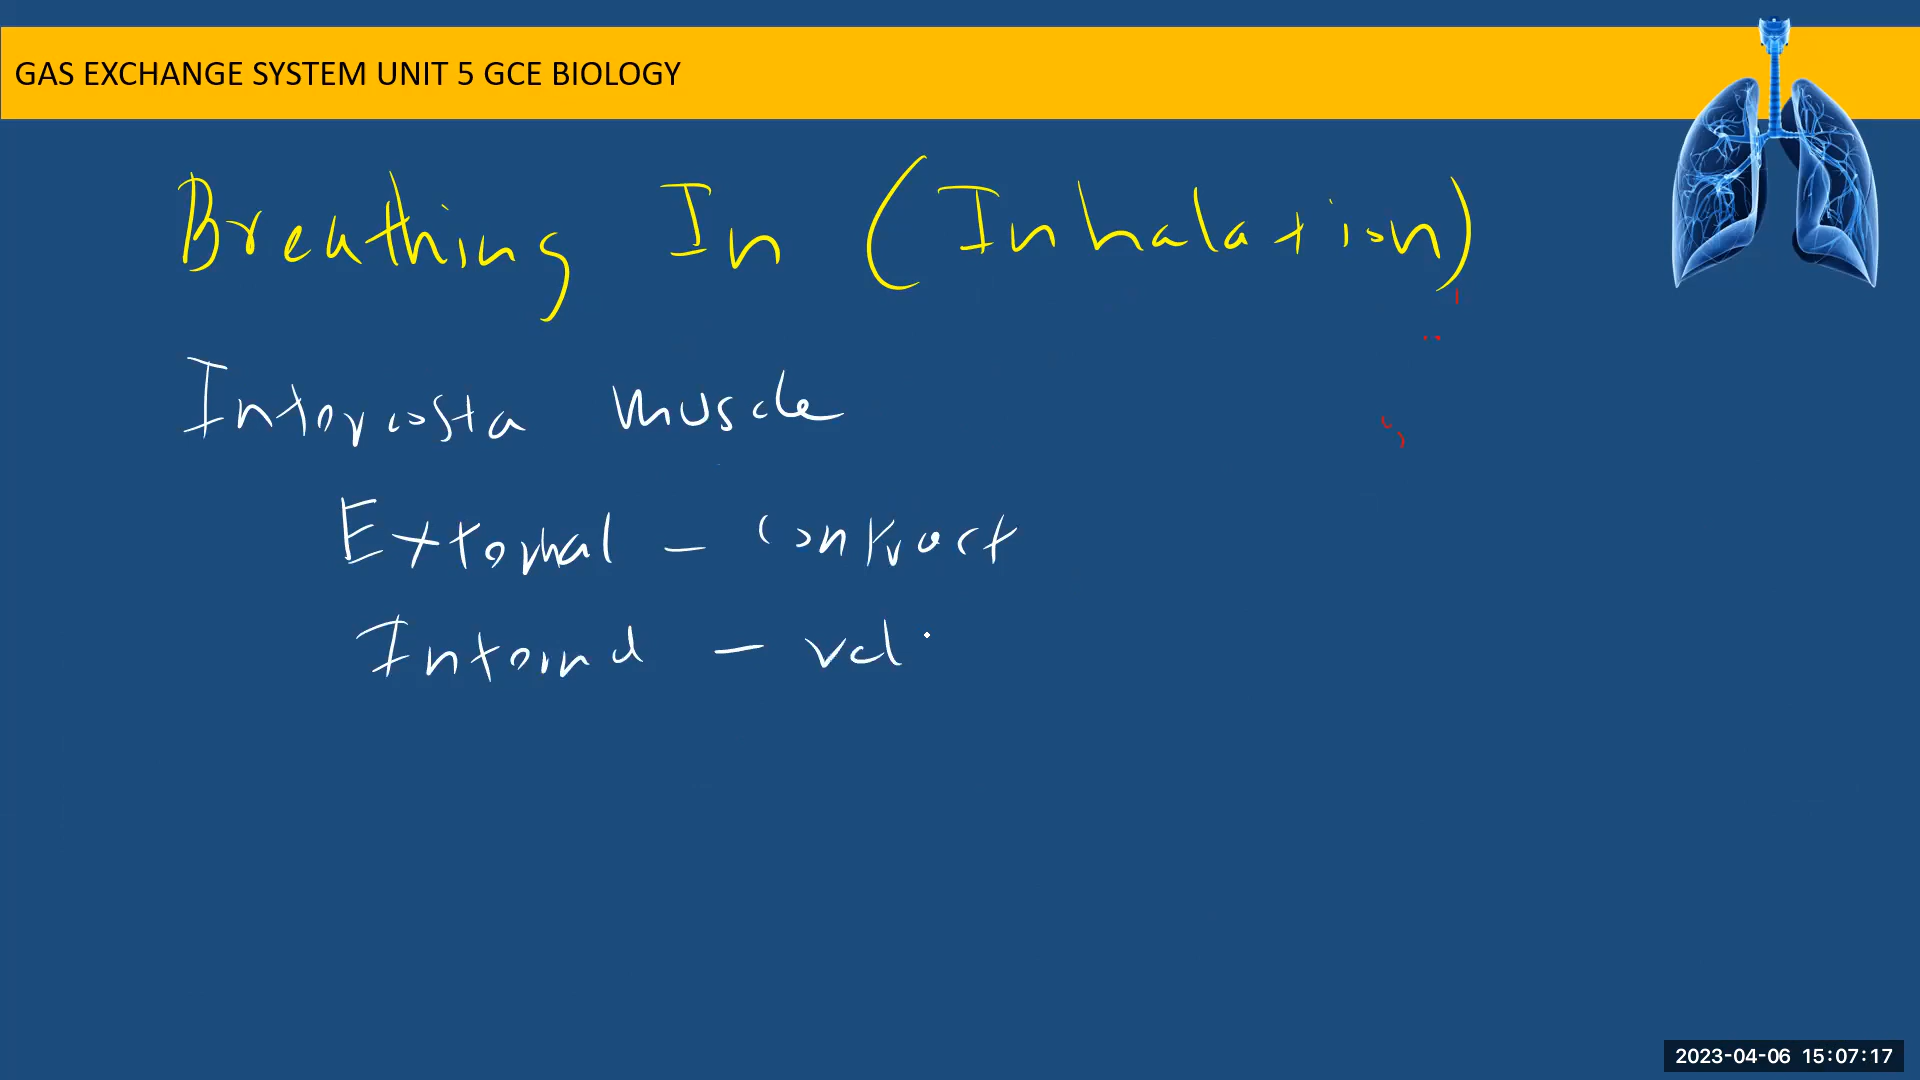 GAS EXCHANGE SYSTEM UNIT 5 GCE BIOLOGY
Breathing In (Inhalation)
Intercosta muscle
External - contract
Internal - rel
2023-04-06 15:07:17